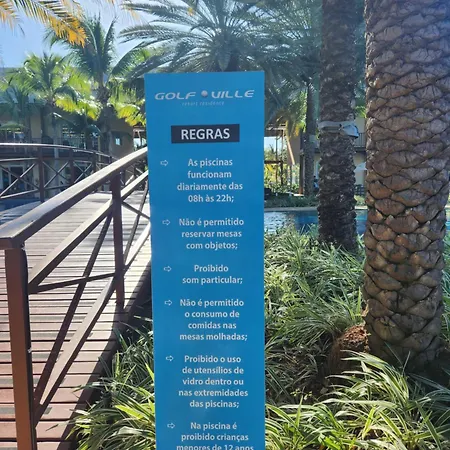 GOLF • VILLE
resort residence
REGRAS
⇨ As piscinas
funcionam
diariamente das
08h às 22h;
⇨ Não é permitido
reservar mesas
com objetos;
⇨ Proibido
som particular;
⇨ Não é permitido
o consumo de
comidas nas
mesas molhadas;
⇨ Proibido o uso
de utensílios de
vidro dentro ou
nas extremidades
das piscinas;
⇨ Na piscina é
proibido crianças
menores de 12 anos